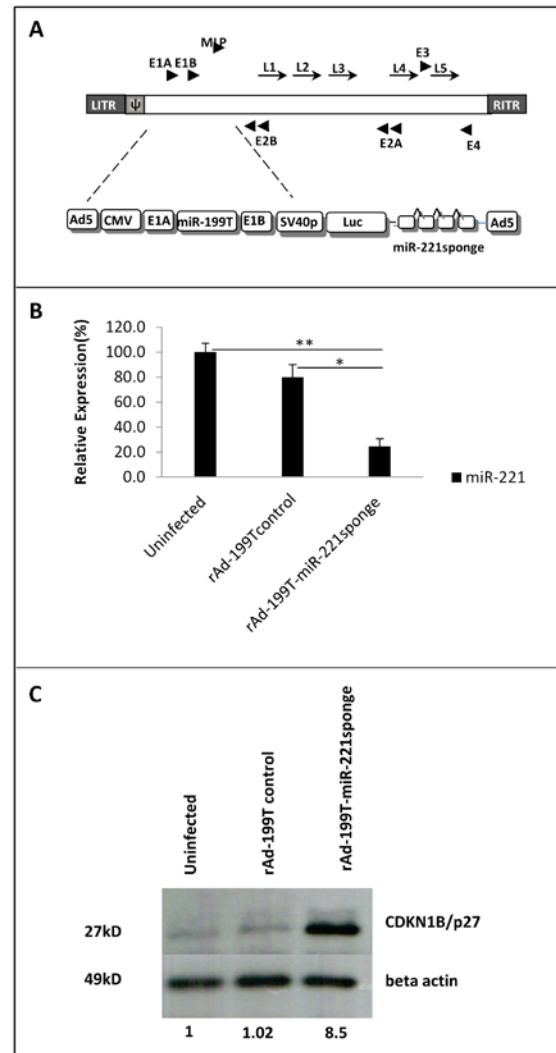 A
MLP
E1A E1B
L1 L2 L3 L4 E3 L5
LITR Ψ RITR
E2B E2A E4
Ad5 CMV E1A miR-199T E1B SV40p Luc Ad5
miR-221sponge
B
Relative Expression(%)
120.0
100.0
80.0
60.0
40.0
20.0
0.0
**
*
Uninfected
rAd-199Tcontrol
rAd-199T-miR-221sponge
miR-221
C
Uninfected
rAd-199T control
rAd-199T-miR-221sponge
27kD CDKN1B/p27
49kD beta actin
1 1.02 8.5